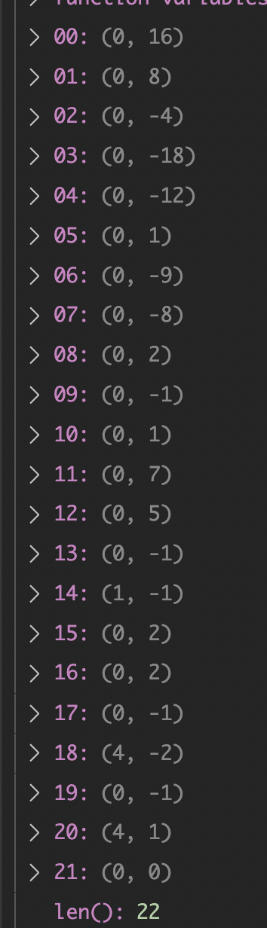 function variables
> 00: (0, 16)
> 01: (0, 8)
> 02: (0, -4)
> 03: (0, -18)
> 04: (0, -12)
> 05: (0, 1)
> 06: (0, -9)
> 07: (0, -8)
> 08: (0, 2)
> 09: (0, -1)
> 10: (0, 1)
> 11: (0, 7)
> 12: (0, 5)
> 13: (0, -1)
> 14: (1, -1)
> 15: (0, 2)
> 16: (0, 2)
> 17: (0, -1)
> 18: (4, -2)
> 19: (0, -1)
> 20: (4, 1)
> 21: (0, 0)
len(): 22